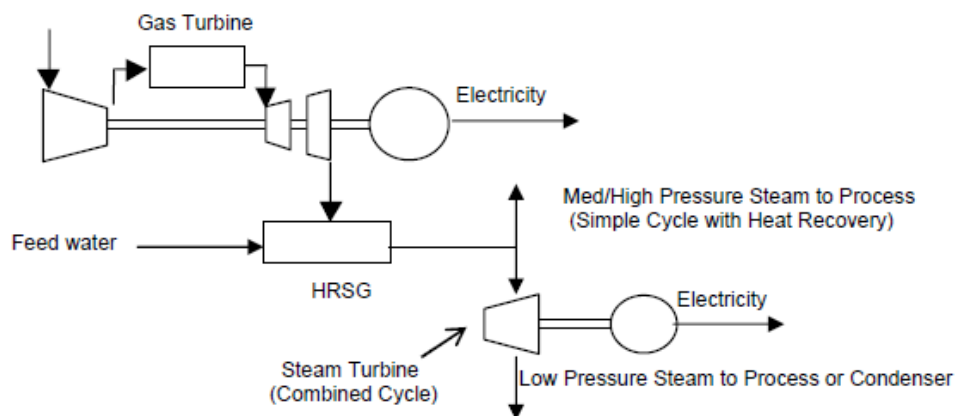 Gas Turbine
Electricity
Med/High Pressure Steam to Process
(Simple Cycle with Heat Recovery)
Feed water
HRSG
Electricity
Steam Turbine
(Combined Cycle)
Low Pressure Steam to Process or Condenser